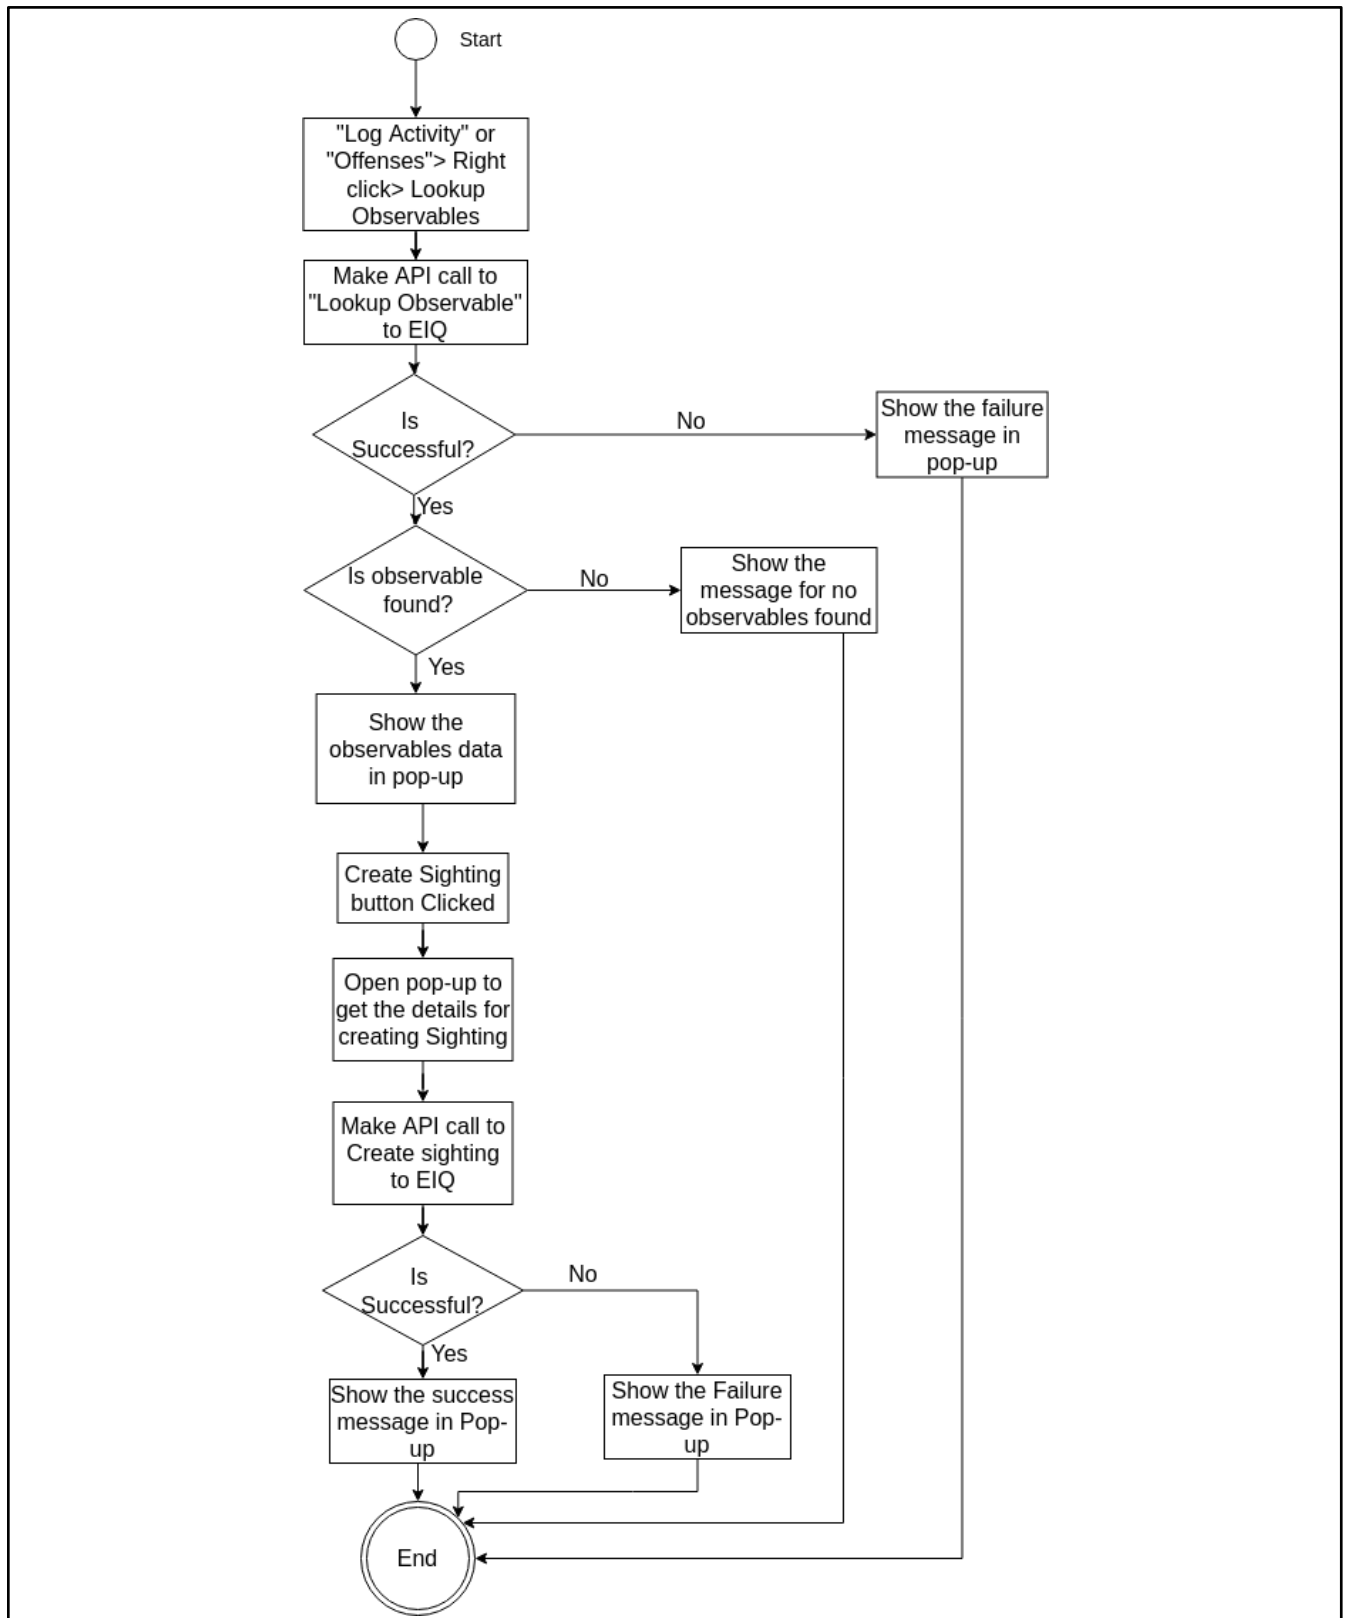 Start
"Log Activity" or
"Offenses"> Right
click> Lookup
Observables
Make API call to
"Lookup Observable"
to EIQ
Is
Successful?
No
Show the failure
message in
pop-up
Yes
Is observable
found?
No
Show the
message for no
observables found
Yes
Show the
observables data
in pop-up
Create Sighting
button Clicked
Open pop-up to
get the details for
creating Sighting
Make API call to
Create sighting
to EIQ
Is
Successful?
No
Yes
Show the success
message in Pop-
up
Show the Failure
message in Pop-
up
End